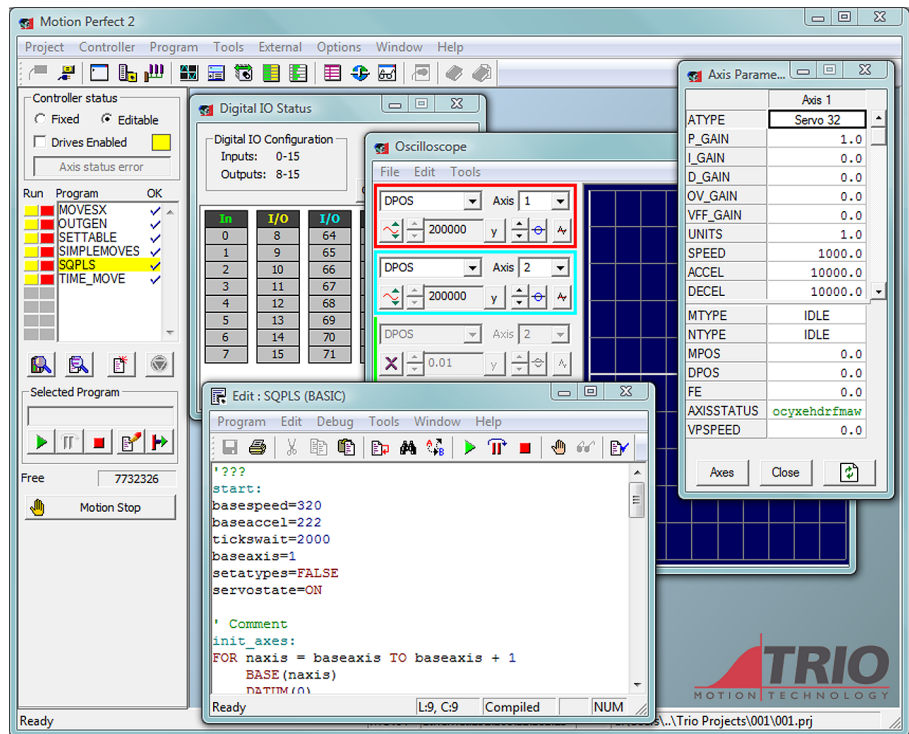 Motion Perfect 2
Project Controller Program Tools External Options Window Help
Controller status
Fixed Editable
Drives Enabled
Axis status error
Run Program OK
MOVESX
OUTGEN
SETTABLE
SIMPLEMOVES
SQPLS
TIME_MOVE
Selected Program
Free 7732326
Motion Stop
Ready
Digital IO Status
Digital IO Configuration
Inputs: 0-15
Outputs: 8-15
In I/O I/O
0 8 64
1 9 65
2 10 66
3 11 67
4 12 68
5 13 69
6 14 70
7 15 71
Oscilloscope
File Edit Tools
DPOS Axis 1
200000 y
DPOS Axis 2
200000 y
DPOS Axis 2
0.01 y
Edit : SQPLS (BASIC)
Program Edit Debug Tools Window Help
'???
start:
basespeed=320
baseaccel=222
tickswait=2000
baseaxis=1
setatypes=FALSE
servostate=ON
' Comment
init_axes:
FOR naxis = baseaxis TO baseaxis + 1
BASE(naxis)
DATUM(0)
Ready L:9, C:9 Compiled NUM
Axis Parame...
Axis 1
ATYPE Servo 32
P_GAIN 1.0
I_GAIN 0.0
D_GAIN 0.0
OV_GAIN 0.0
VFF_GAIN 0.0
UNITS 1.0
SPEED 1000.0
ACCEL 10000.0
DECEL 10000.0
MTYPE IDLE
NTYPE IDLE
MPOS 0.0
DPOS 0.0
FE 0.0
AXISSTATUS ocyxehdrfmaw
VPSPEED 0.0
Axes Close
TRIO
MOTION TECHNOLOGY
\..\Trio Projects\001\001.prj